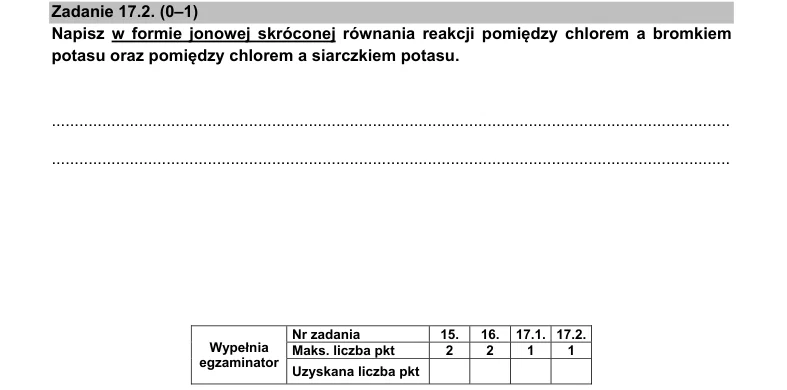 Zadanie 17.2. (0–1)
Napisz w formie jonowej skróconej równania reakcji pomiędzy chlorem a bromkiem
potasu oraz pomiędzy chlorem a siarczkiem potasu.
Wypełnia
egzaminator
Nr zadania 15. 16. 17.1. 17.2.
Maks. liczba pkt 2 2 1 1
Uzyskana liczba pkt